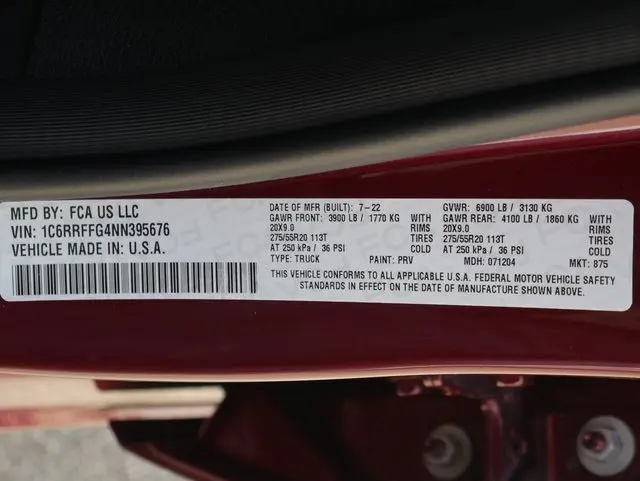 MFD BY: FCA US LLC
VIN: 1C6RRFFG4NN395676
VEHICLE MADE IN U.S.A.
DATE OF MFR (BUILT): 7-22
GAWR FRONT: 3900 LB / 1770 KG WITH
20X9.0 RIMS
275/55R20 113T TIRES
AT 250 kPa / 36 PSI COLD
TYPE: TRUCK PAINT: PRV
GVWR: 6900 LB / 3130 KG
GAWR REAR: 4100 LB / 1860 KG WITH
20X9.0 RIMS
275/55R20 113T TIRES
AT 250 kPa / 36 PSI COLD
MDH: 071204 MKT: 875
THIS VEHICLE CONFORMS TO ALL APPLICABLE U.S.A. FEDERAL MOTOR VEHICLE SAFETY
STANDARDS IN EFFECT ON THE DATE OF MANUFACTURE SHOWN ABOVE.